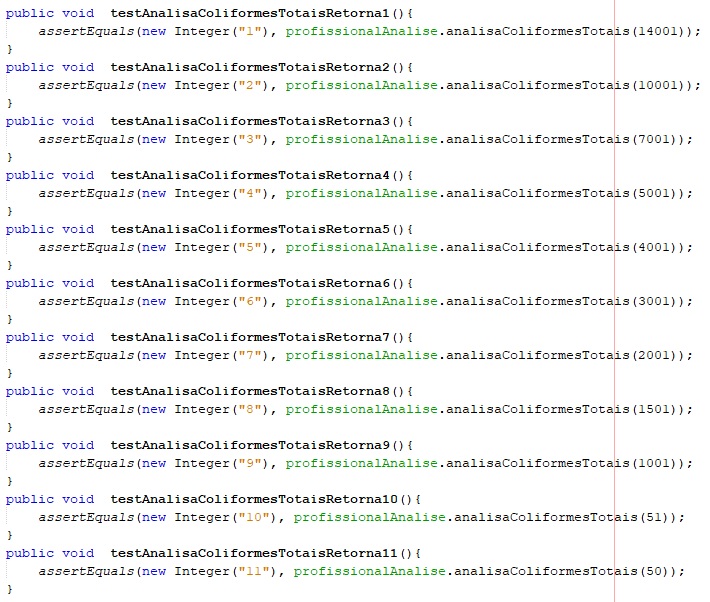 public void  testAnalisaColiformesTotaisRetorna1(){
    assertEquals(new Integer("1"), profissionalAnalise.analisaColiformesTotais(14001));
}
public void  testAnalisaColiformesTotaisRetorna2(){
    assertEquals(new Integer("2"), profissionalAnalise.analisaColiformesTotais(10001));
}
public void  testAnalisaColiformesTotaisRetorna3(){
    assertEquals(new Integer("3"), profissionalAnalise.analisaColiformesTotais(7001));
}
public void  testAnalisaColiformesTotaisRetorna4(){
    assertEquals(new Integer("4"), profissionalAnalise.analisaColiformesTotais(5001));
}
public void  testAnalisaColiformesTotaisRetorna5(){
    assertEquals(new Integer("5"), profissionalAnalise.analisaColiformesTotais(4001));
}
public void  testAnalisaColiformesTotaisRetorna6(){
    assertEquals(new Integer("6"), profissionalAnalise.analisaColiformesTotais(3001));
}
public void  testAnalisaColiformesTotaisRetorna7(){
    assertEquals(new Integer("7"), profissionalAnalise.analisaColiformesTotais(2001));
}
public void  testAnalisaColiformesTotaisRetorna8(){
    assertEquals(new Integer("8"), profissionalAnalise.analisaColiformesTotais(1501));
}
public void  testAnalisaColiformesTotaisRetorna9(){
    assertEquals(new Integer("9"), profissionalAnalise.analisaColiformesTotais(1001));
}
public void  testAnalisaColiformesTotaisRetorna10(){
    assertEquals(new Integer("10"), profissionalAnalise.analisaColiformesTotais(51));
}
public void  testAnalisaColiformesTotaisRetorna11(){
    assertEquals(new Integer("11"), profissionalAnalise.analisaColiformesTotais(50));
}